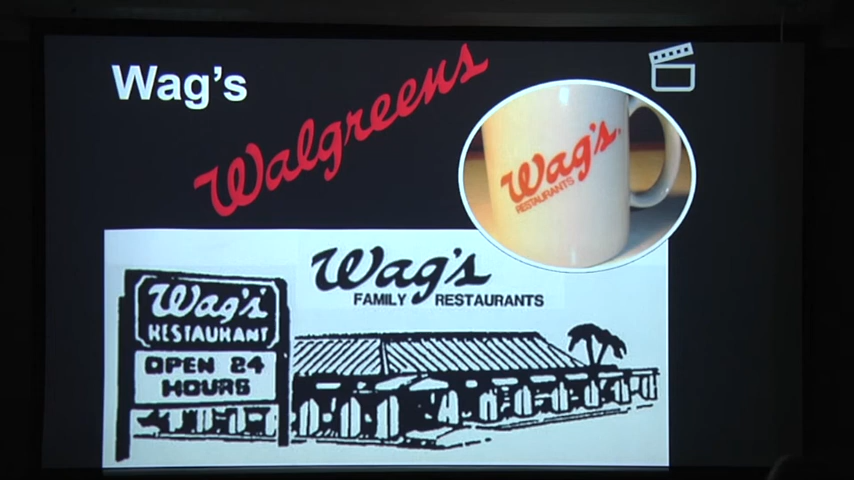 Wag's
Walgreens
Wag's
RESTAURANTS
Wag's
FAMILY RESTAURANTS
Wag's
RESTAURANT
OPEN 24
HOURS